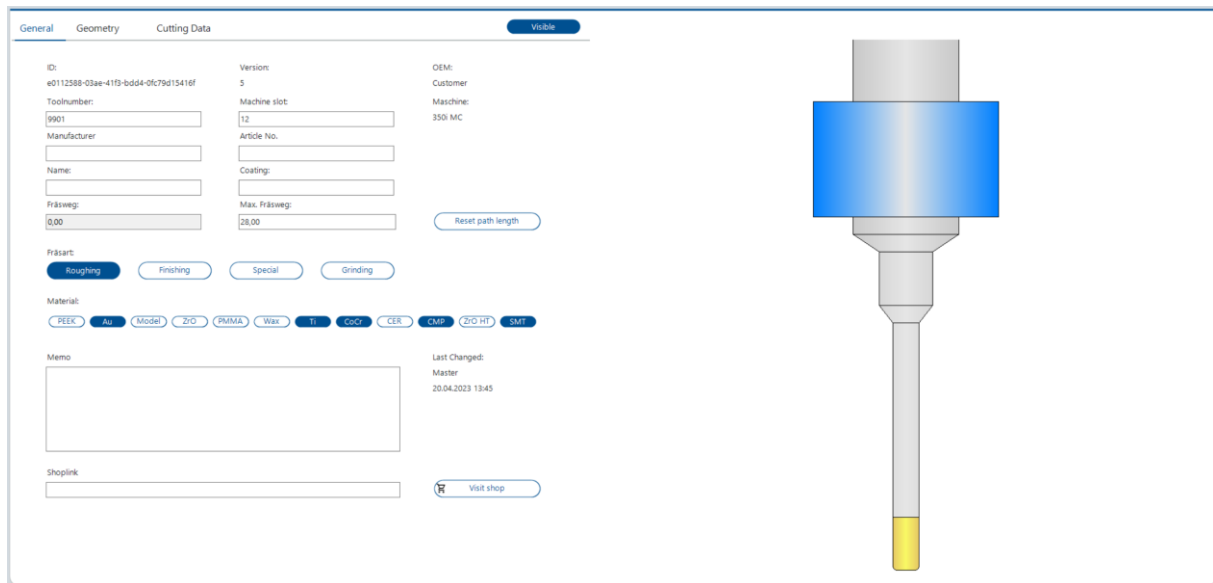 General Geometry Cutting Data Visible
ID: Version: OEM:
e0112588-03ae-41f3-bdd4-0fc79d15416f 5 Customer
Toolnumber: Machine slot: Maschine:
9901 12 350i MC
Manufacturer Article No.
Name: Coating:
Fräsweg: Max. Fräsweg:
0,00 28,00 Reset path length
Fräsart:
Roughing Finishing Special Grinding
Material:
PEEK Au Model ZrO PMMA Wax Ti CoCr CER CMP ZrO HT SMT
Memo Last Changed:
Master
20.04.2023 13:45
Shoplink
Visit shop